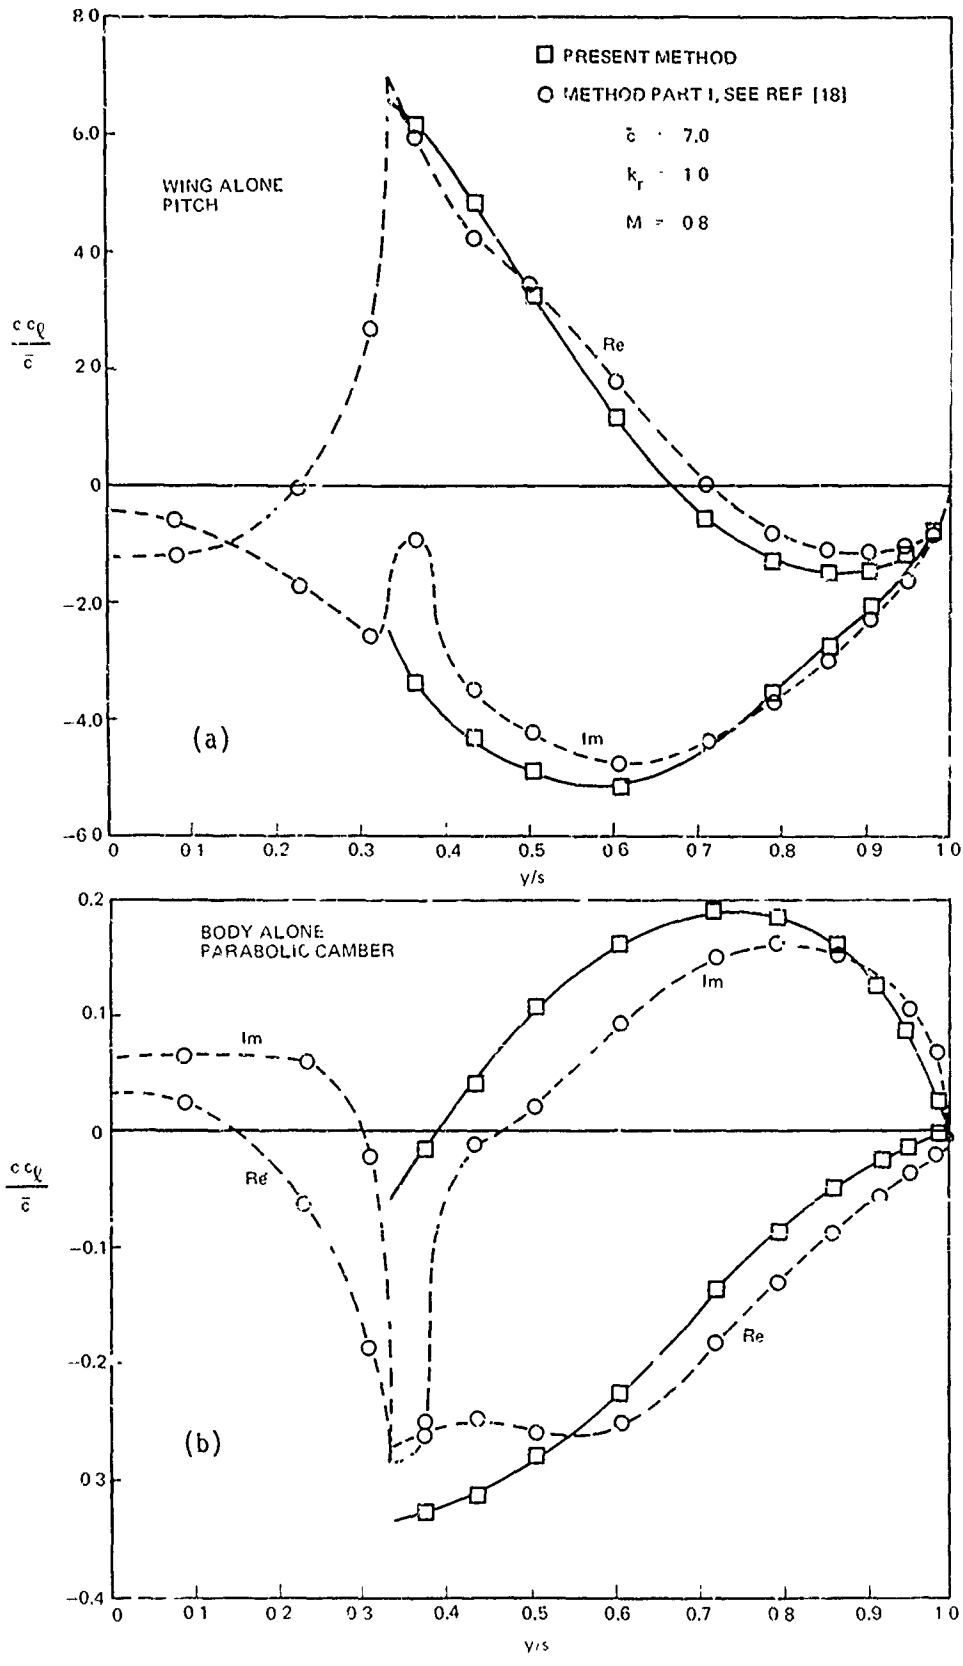 8 0
6.0
4 0
2 0
0
-2.0
-4.0
-6 0
c cℓ
c̄
□ PRESENT METHOD
○ METHOD PART I, SEE REF [18]
c̄ · 7.0
kr - 1 0
M = 0 8
WING ALONE
PITCH
Re
Im
(a)
0 0 1 0.2 0.3 0.4 0.5 0 6 0.7 0.8 0 9 1 0
y/s
0.2
0.1
0
-0.1
-0.2
0 3
-0.4
c cℓ
c̄
BODY ALONE
PARABOLIC CAMBER
Im
Im
Re
Re
(b)
0 0 1 0.2 0.3 0.4 0.5 0.6 0.7 0.8 0.9 1 0
y/s